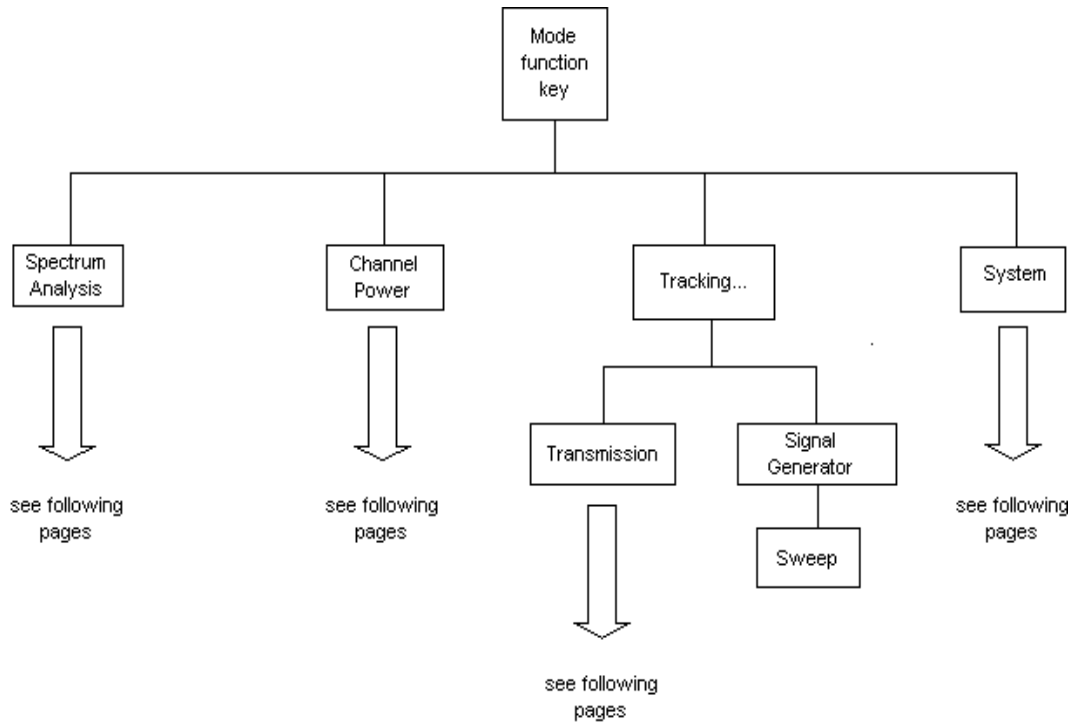 Mode
function
key
Spectrum
Analysis
Channel
Power
Tracking...
System
Transmission
Signal
Generator
see following
pages
see following
pages
see following
pages
Sweep
see following
pages